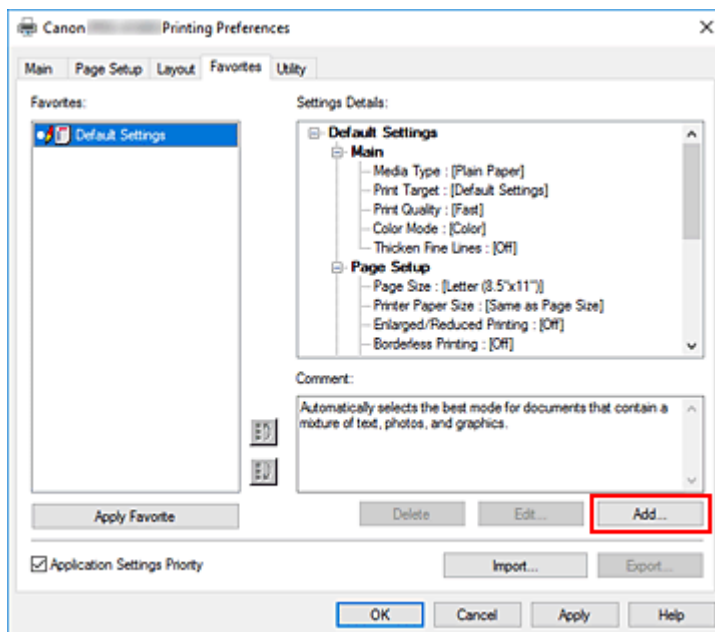 Canon Printing Preferences
Main Page Setup Layout Favorites Utility
Favorites:
Default Settings
Apply Favorite
Settings Details:
Default Settings
Main
Media Type : [Plain Paper]
Print Target : [Default Settings]
Print Quality : [Fast]
Color Mode : [Color]
Thicken Fine Lines : [Off]
Page Setup
Page Size : [Letter (8.5"x11")]
Printer Paper Size : [Same as Page Size]
Enlarged/Reduced Printing : [Off]
Borderless Printing : [Off]
Comment:
Automatically selects the best mode for documents that contain a
mixture of text, photos, and graphics.
Delete Edit... Add...
Application Settings Priority
Import... Export...
OK Cancel Apply Help